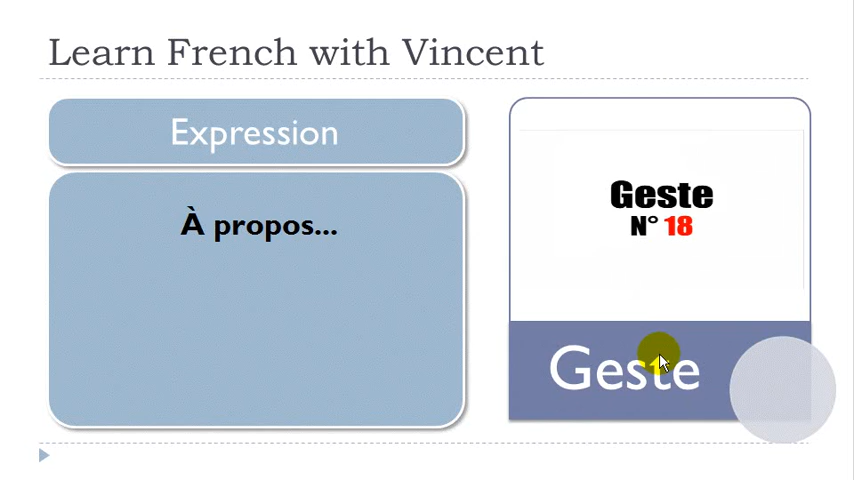 Learn French with Vincent
Expression
À propos...
Geste
N° 18
Geste